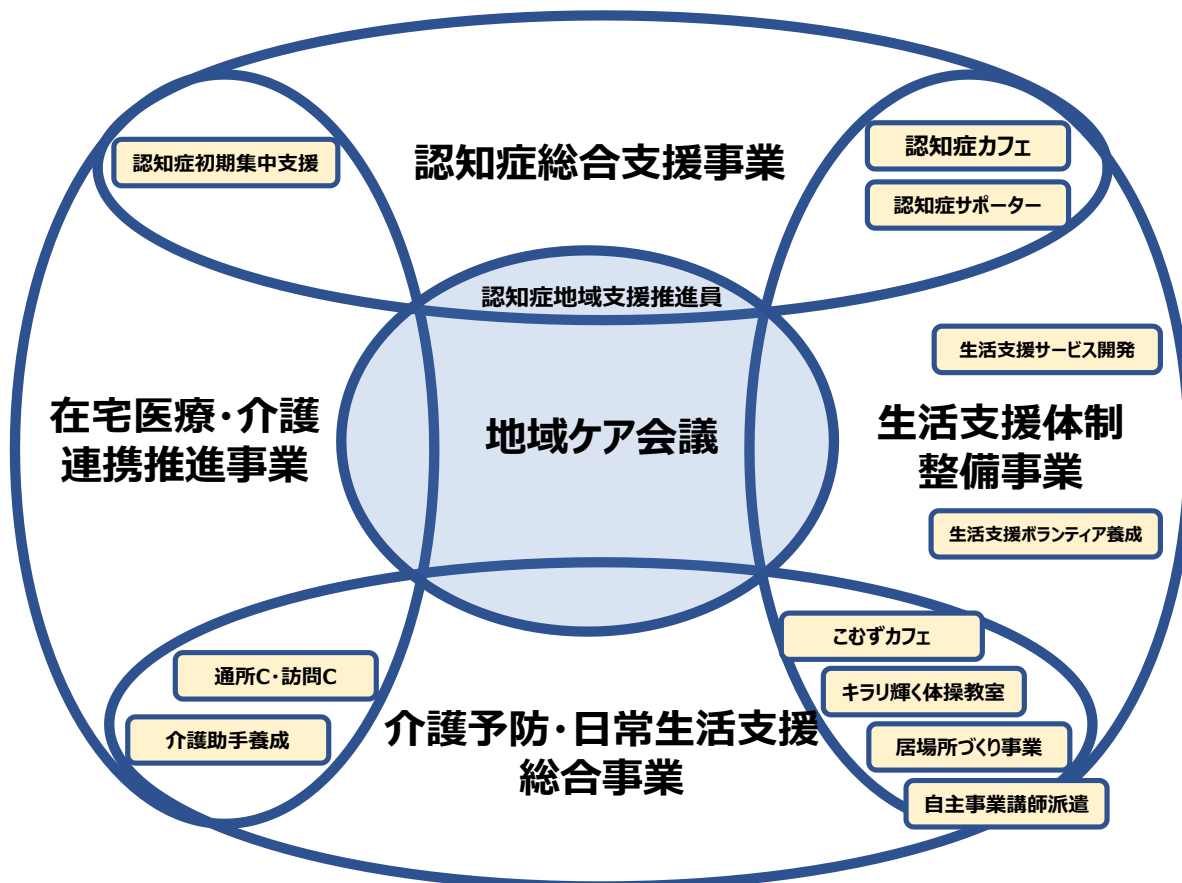 認知症初期集中支援
認知症総合支援事業
認知症カフェ
認知症サポーター
認知症地域支援推進員
生活支援サービス開発
在宅医療・介護
連携推進事業
地域ケア会議
生活支援体制
整備事業
生活支援ボランティア養成
こむずカフェ
通所C・訪問C
キラリ輝く体操教室
介護助手養成
介護予防・日常生活支援
総合事業
居場所づくり事業
自主事業講師派遣